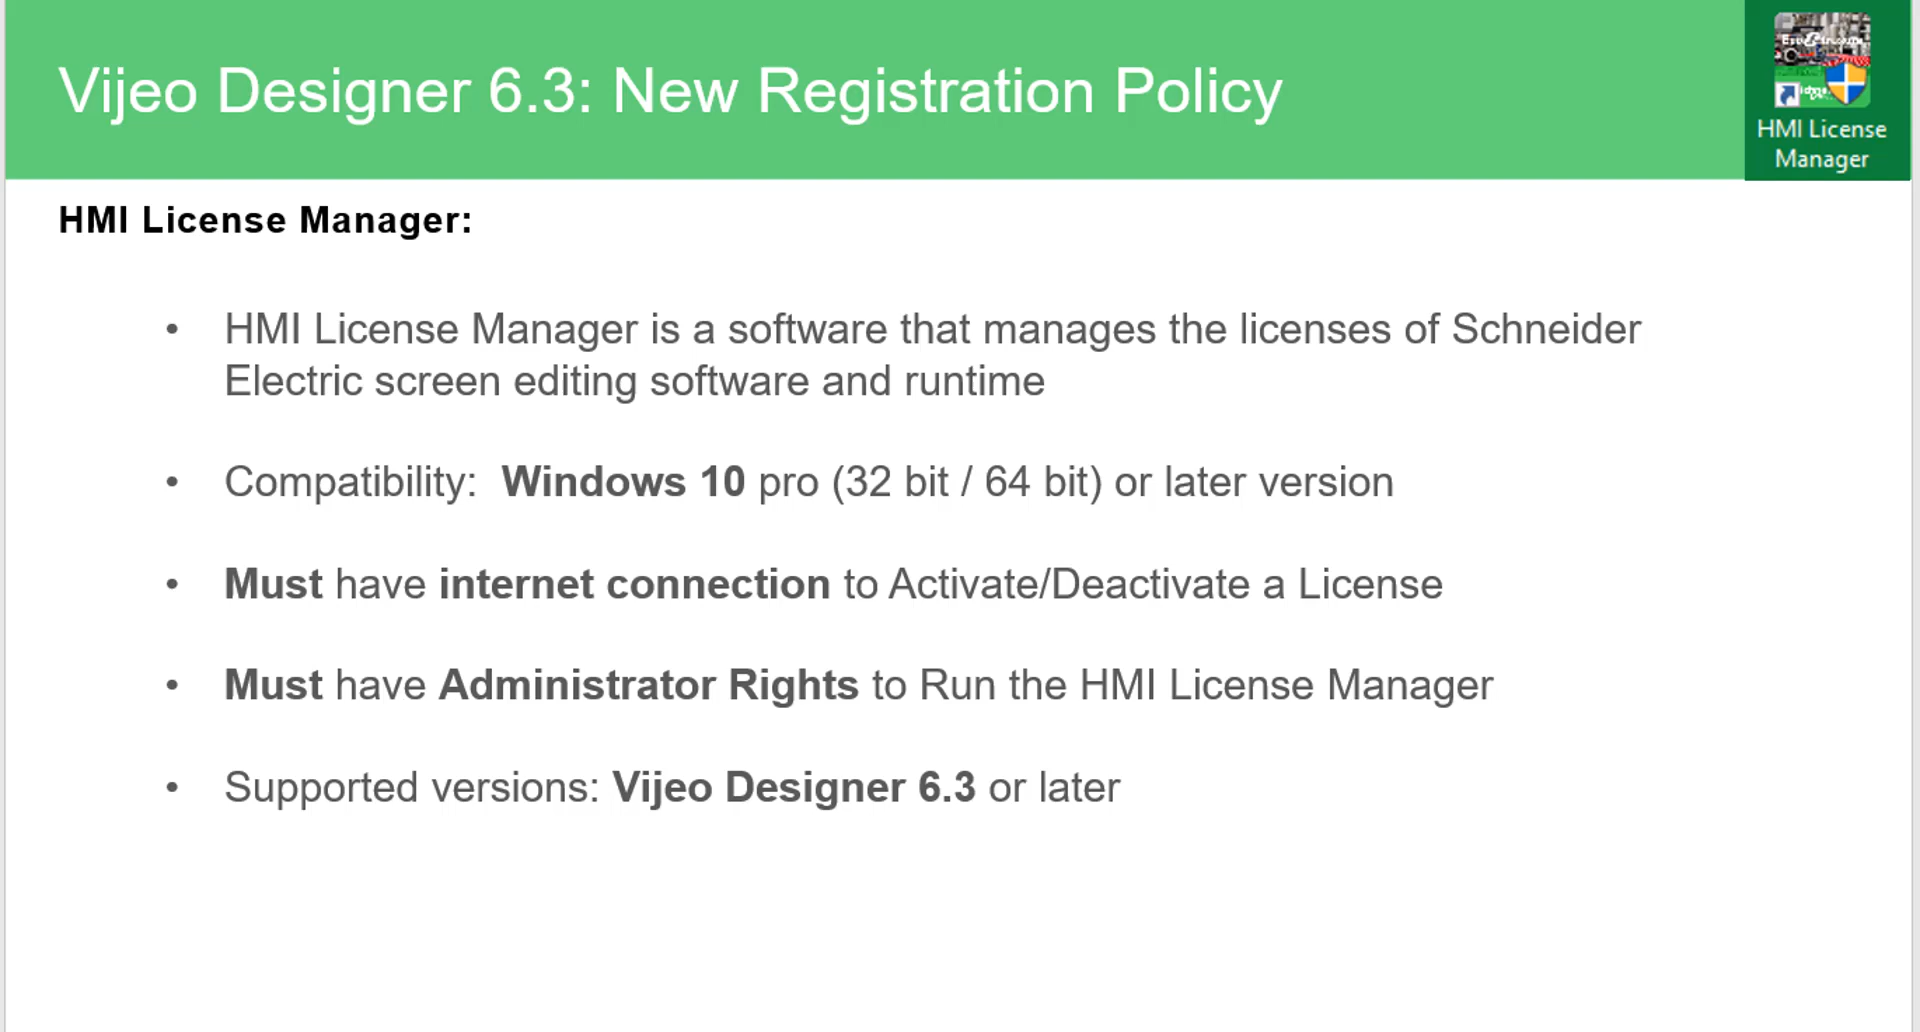 Vijeo Designer 6.3: New Registration Policy
HMI License
Manager
HMI License Manager:
• HMI License Manager is a software that manages the licenses of Schneider
Electric screen editing software and runtime
• Compatibility:  Windows 10 pro (32 bit / 64 bit) or later version
• Must have internet connection to Activate/Deactivate a License
• Must have Administrator Rights to Run the HMI License Manager
• Supported versions: Vijeo Designer 6.3 or later